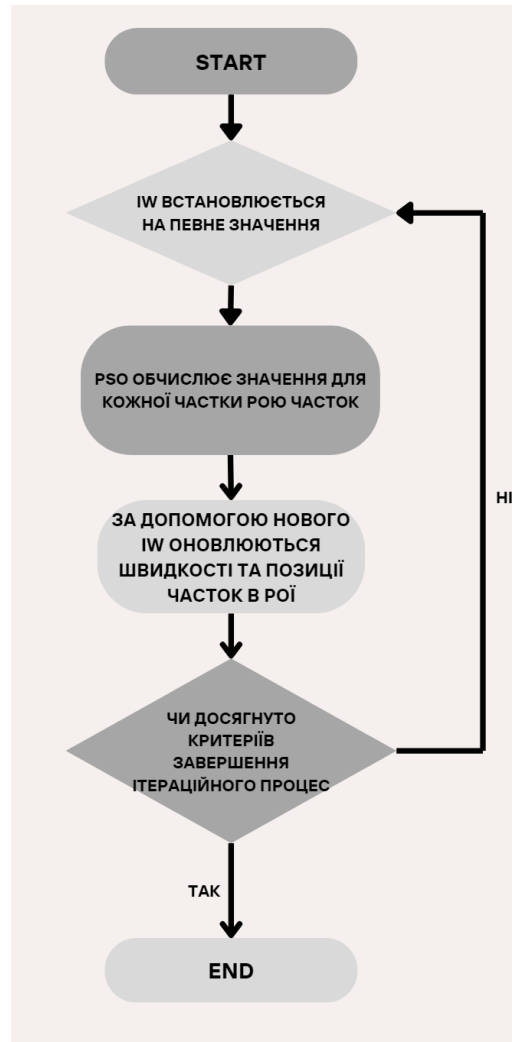 START
IW ВСТАНОВЛЮЄТЬСЯ
НА ПЕВНЕ ЗНАЧЕННЯ
PSO ОБЧИСЛЮЄ ЗНАЧЕННЯ ДЛЯ
КОЖНОЇ ЧАСТКИ РОЮ ЧАСТОК
НІ
ЗА ДОПОМОГОЮ НОВОГО
IW ОНОВЛЮЮТЬСЯ
ШВИДКОСТІ ТА ПОЗИЦІЇ
ЧАСТОК В РОЇ
ЧИ ДОСЯГНУТО
КРИТЕРІЇВ
ЗАВЕРШЕННЯ
ІТЕРАЦІЙНОГО ПРОЦЕС
ТАК
END